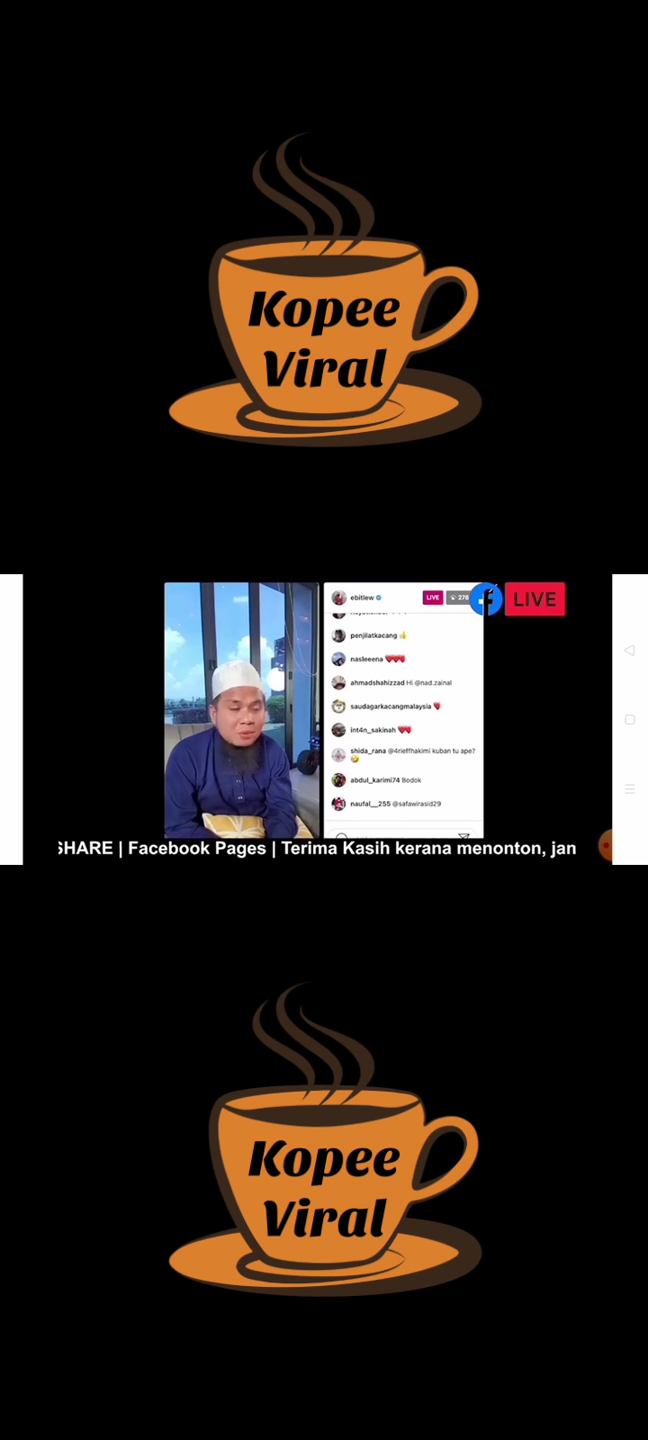 Kopee
Viral
ebitlew
LIVE
276
LIVE
penjilatkacang 👍
nasleeena
ahmadshahizzad Hi @nad.zainal
saudagarkacangmalaysia
int4n_sakinah
shida_rana @4rieffhakimi kuban tu ape?
🤣
abdul_karimi74 Bodok
naufal__255 @safawirasid29
SHARE | Facebook Pages | Terima Kasih kerana menonton, jan
Kopee
Viral